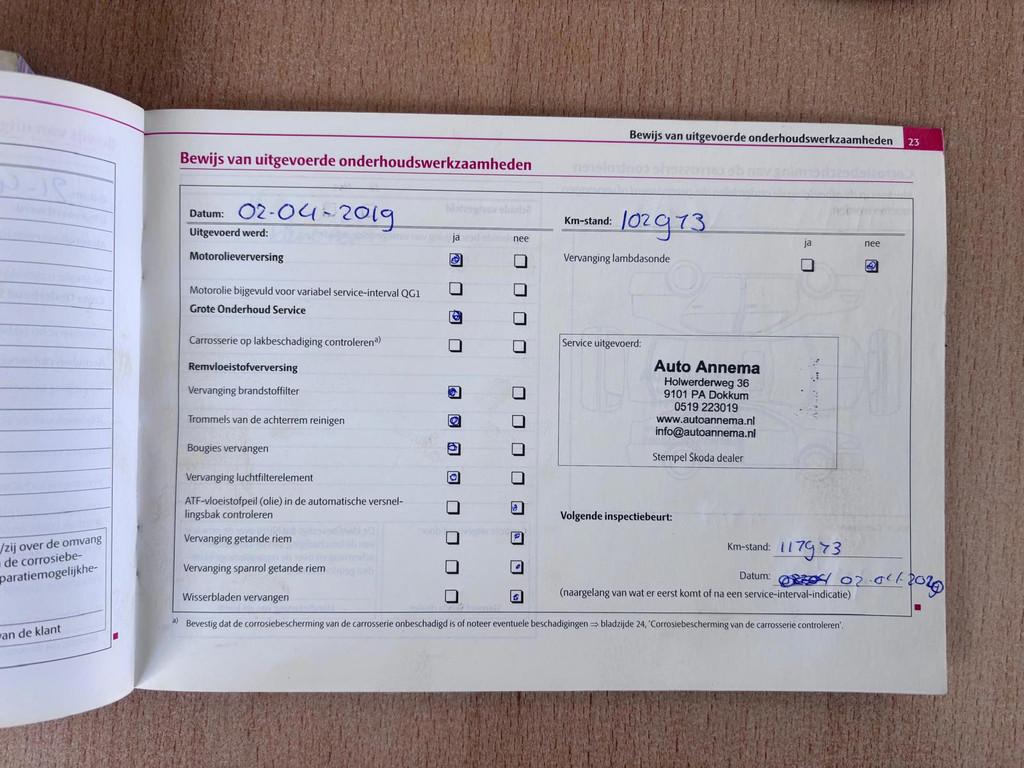 Bewijs van uitgevoerde onderhoudswerkzaamheden 23
Bewijs van uitgevoerde onderhoudswerkzaamheden
Datum: 02-04-2019
Uitgevoerd werd: ja nee
Motorolieverversing
Motorolie bijgevuld voor variabel service-interval QG1
Grote Onderhoud Service
Carrosserie op lakbeschadiging controleren a)
Remvloeistofverversing
Vervanging brandstoffilter
Trommels van de achterrem reinigen
Bougies vervangen
Vervanging luchtfilterelement
ATF-vloeistofpeil (olie) in de automatische versnel-
lingsbak controleren
Vervanging getande riem
Vervanging spanrol getande riem
Wisserbladen vervangen
Km-stand: 102973
ja nee
Vervanging lambdasonde
Service uitgevoerd:
Auto Annema
Holwerderweg 36
9101 PA Dokkum
0519 223019
www.autoannema.nl
info@autoannema.nl
Stempel Škoda dealer
Volgende inspectiebeurt:
Km-stand: 117973
Datum: 02-04-2020
(naargelang van wat er eerst komt of na een service-interval-indicatie)
a) Bevestig dat de corrosiebescherming van de carrosserie onbeschadigd is of noteer eventuele beschadigingen ⇒ bladzijde 24, 'Corrosiebescherming van de carrosserie controleren'.
/zij over de omvang
de corrosiebe-
paratiemogelijkhe-
van de klant